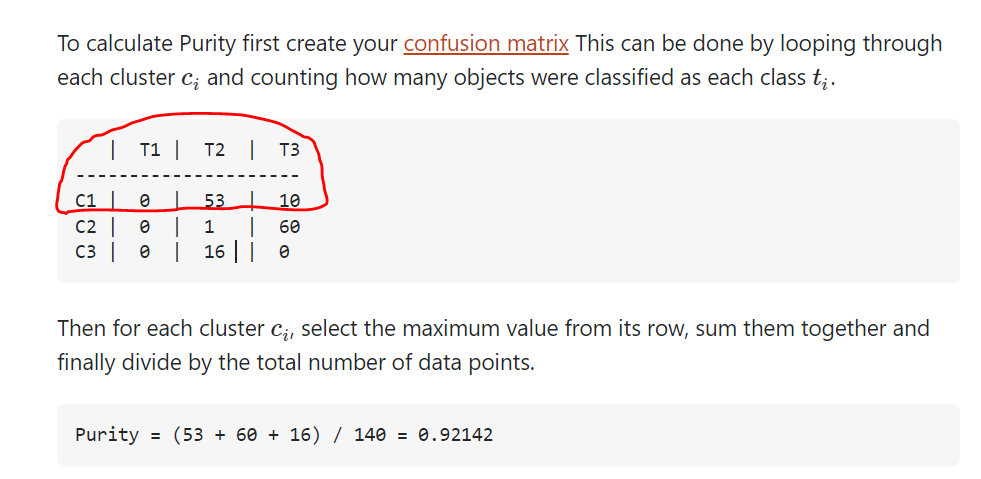 To calculate Purity first create your confusion matrix This can be done by looping through
each cluster cᵢ and counting how many objects were classified as each class tᵢ.
| T1 | T2 | T3
---------------------
C1 | 0 | 53 | 10
C2 | 0 | 1 | 60
C3 | 0 | 16 | 0
Then for each cluster cᵢ, select the maximum value from its row, sum them together and
finally divide by the total number of data points.
Purity = (53 + 60 + 16) / 140 = 0.92142